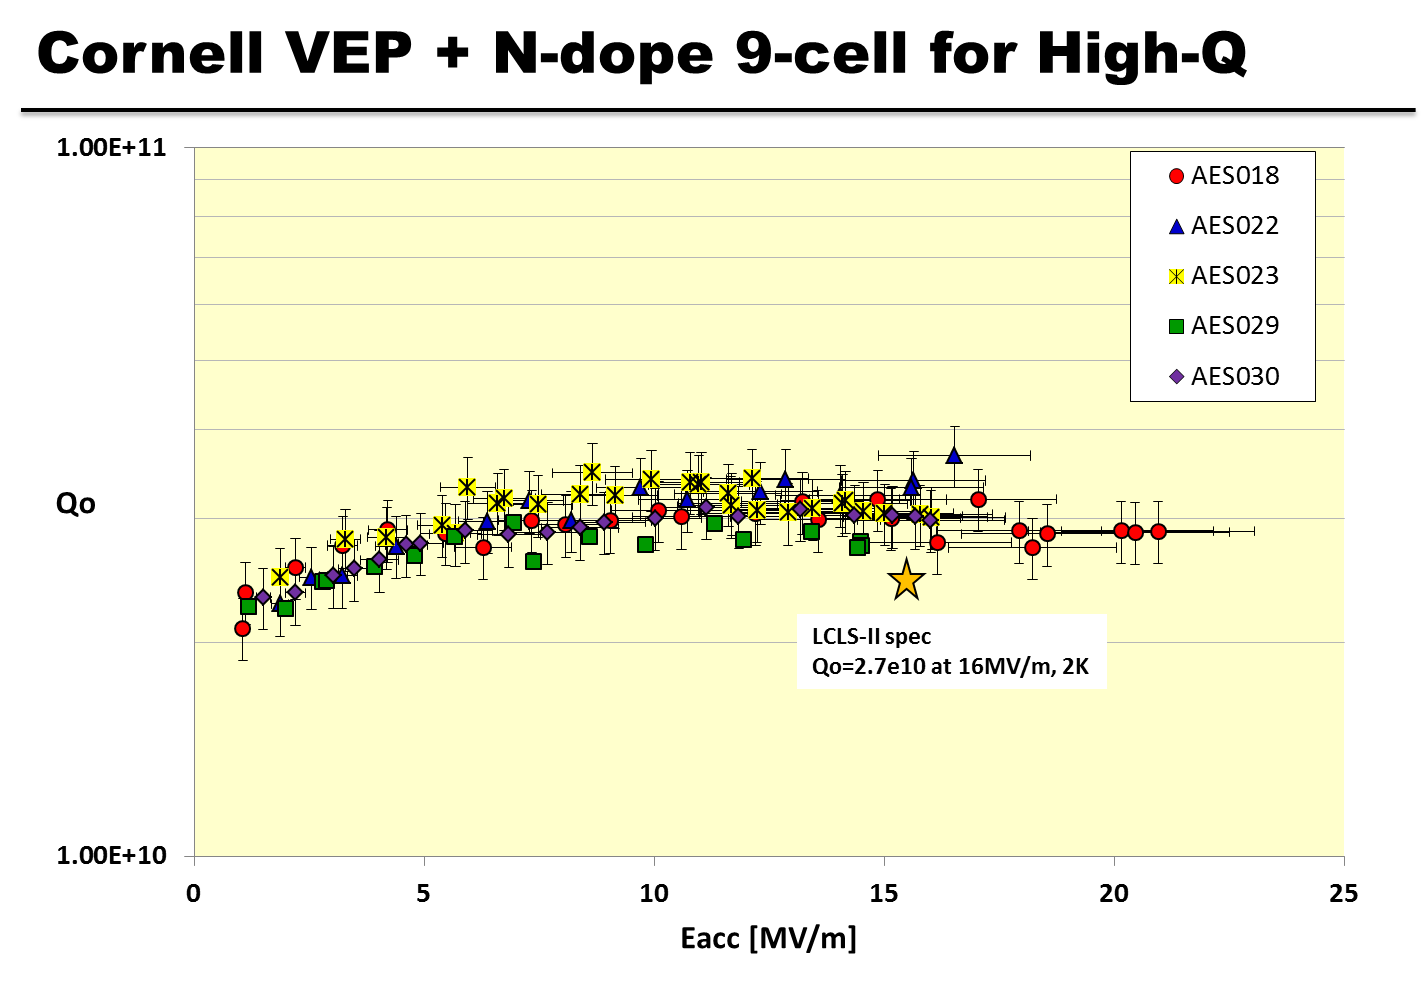 Cornell VEP + N-dope 9-cell for High-Q
1.00E+11
AES018
AES022
AES023
AES029
AES030
Qo
LCLS-II spec
Qo=2.7e10 at 16MV/m, 2K
1.00E+10
0 5 10 15 20 25
Eacc [MV/m]